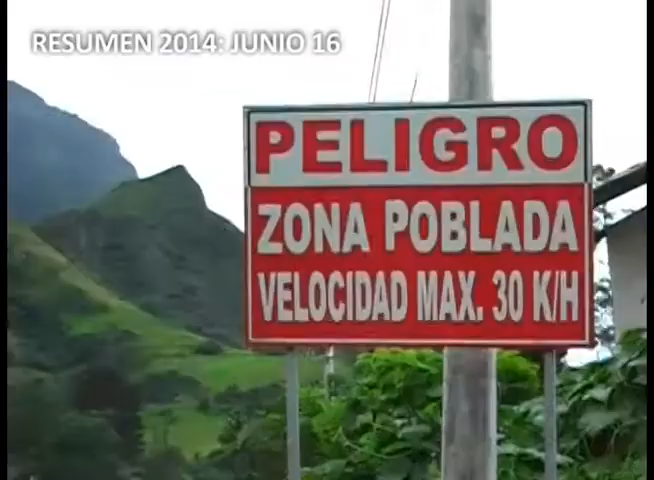 RESUMEN 2014: JUNIO 16
PELIGRO
ZONA POBLADA
VELOCIDAD MAX. 30 K/H